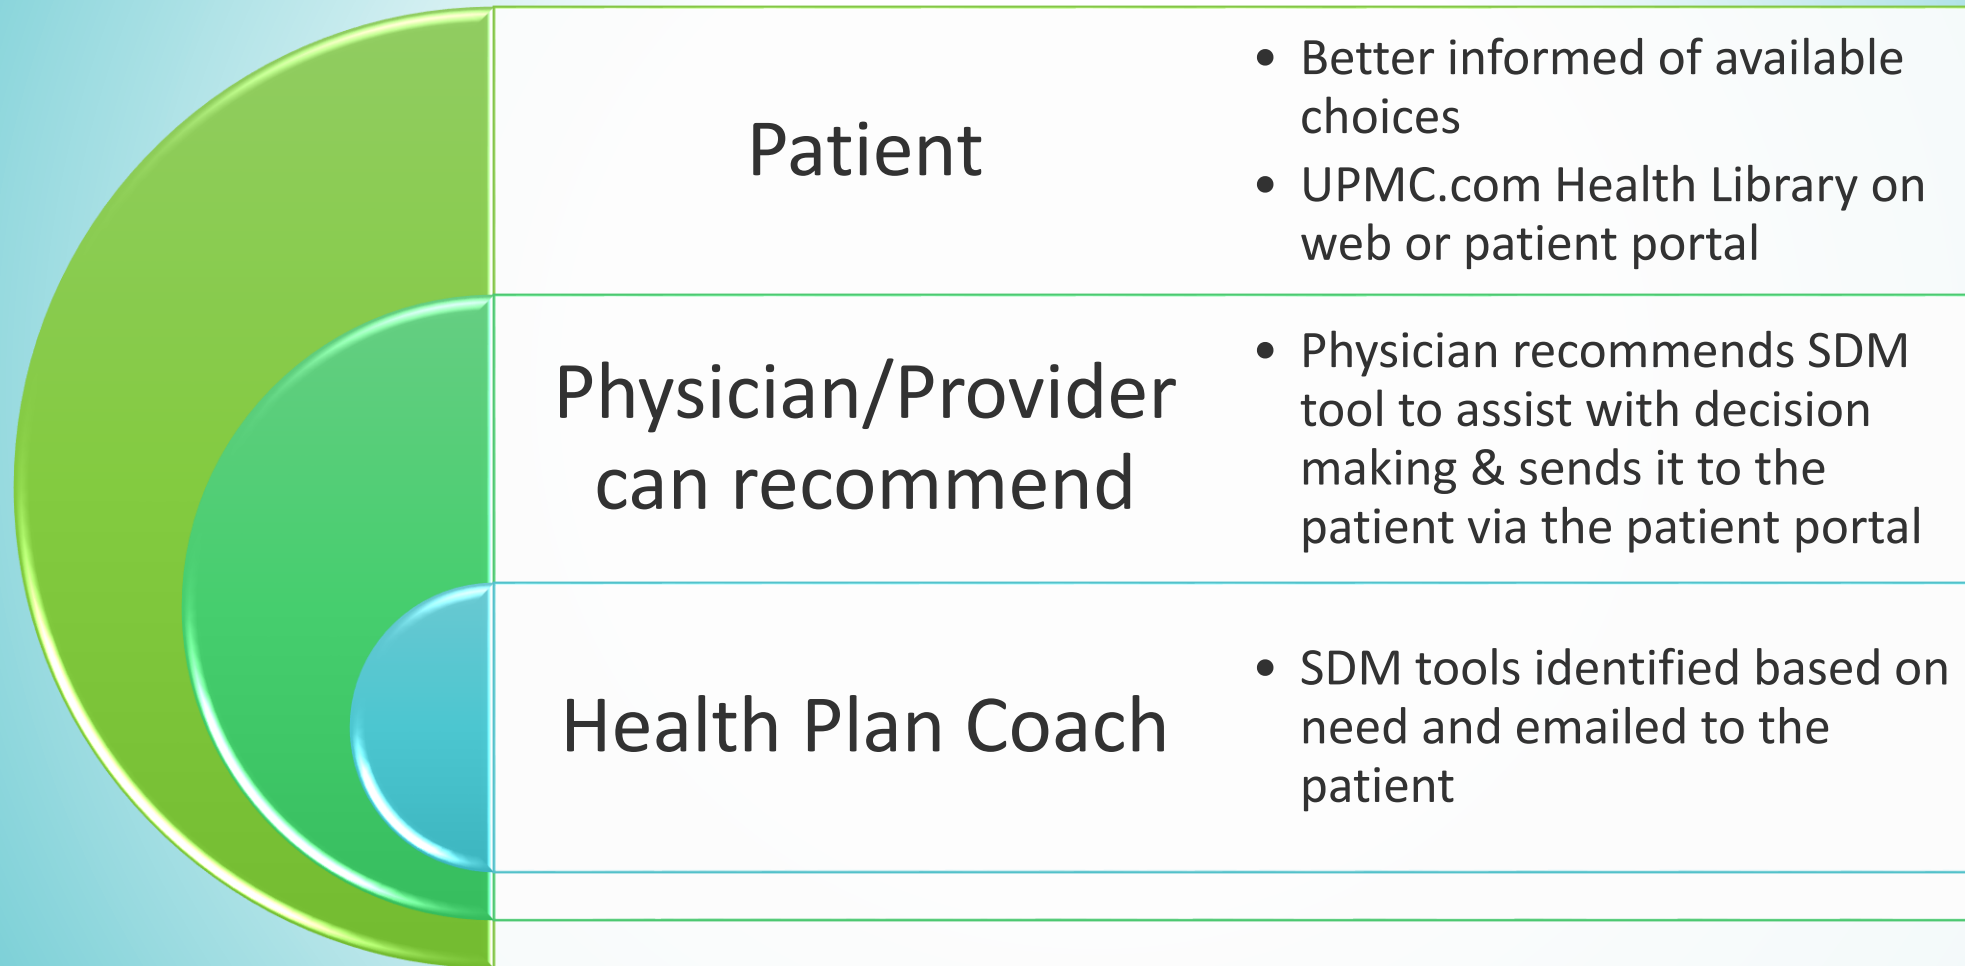 Patient
• Better informed of available
choices
• UPMC.com Health Library on
web or patient portal
Physician/Provider
can recommend
• Physician recommends SDM
tool to assist with decision
making & sends it to the
patient via the patient portal
Health Plan Coach
• SDM tools identified based on
need and emailed to the
patient